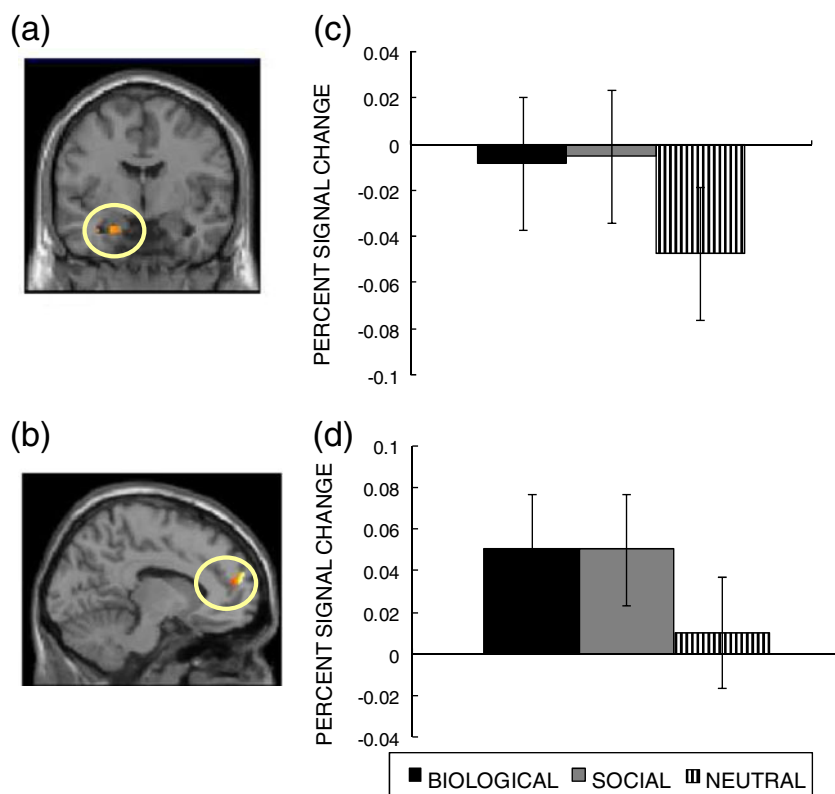 (a)
(c)
PERCENT SIGNAL CHANGE
0.04
0.02
0
-0.02
-0.04
-0.06
-0.08
-0.1
(b)
(d)
PERCENT SIGNAL CHANGE
0.1
0.08
0.06
0.04
0.02
0
-0.02
-0.04
BIOLOGICAL SOCIAL NEUTRAL